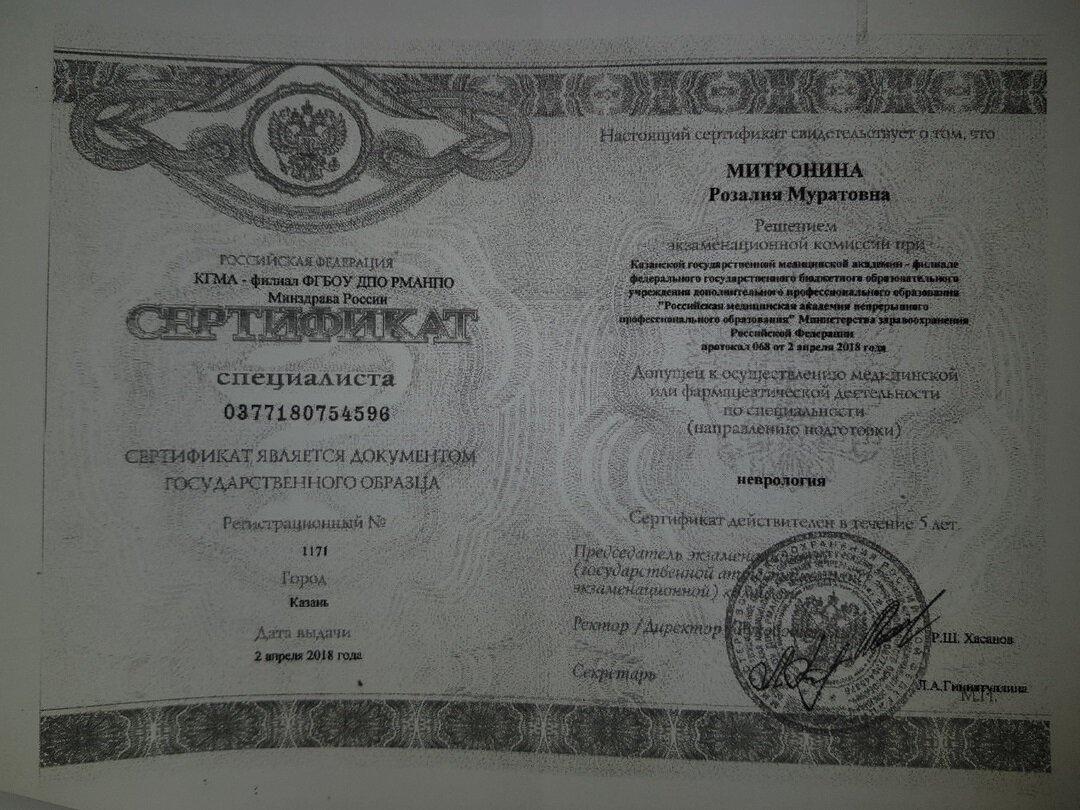 РОССИЙСКАЯ ФЕДЕРАЦИЯ
КГМА - филиал ФГБОУ ДПО РМАНПО
Минздрава России
СЕРТИФИКАТ
специалиста
0377180754596
СЕРТИФИКАТ ЯВЛЯЕТСЯ ДОКУМЕНТОМ
ГОСУДАРСТВЕННОГО ОБРАЗЦА
Регистрационный №
1171
Город
Казань
Дата выдачи
2 апреля 2018 года
Настоящий сертификат свидетельствует о том, что
МИТРОНИНА
Розалия Муратовна
Решением
экзаменационной комиссии при
Казанской государственной медицинской академии - филиале
федерального государственного бюджетного образовательного
учреждения дополнительного профессионального образования
"Российская медицинская академия непрерывного
профессионального образования" Министерства здравоохранения
Российской Федерации
протокол 068 от 2 апреля 2018 года
Допущен к осуществлению медицинской
или фармацевтической деятельности
по специальности
(направлению подготовки)
неврология
Сертификат действителен в течение 5 лет.
Председатель
(государственной
экзаменационной)
Ректор /Директор
Р.Ш. Хасанов
Секретарь
Л.А.Гиниятуллина
М.П.